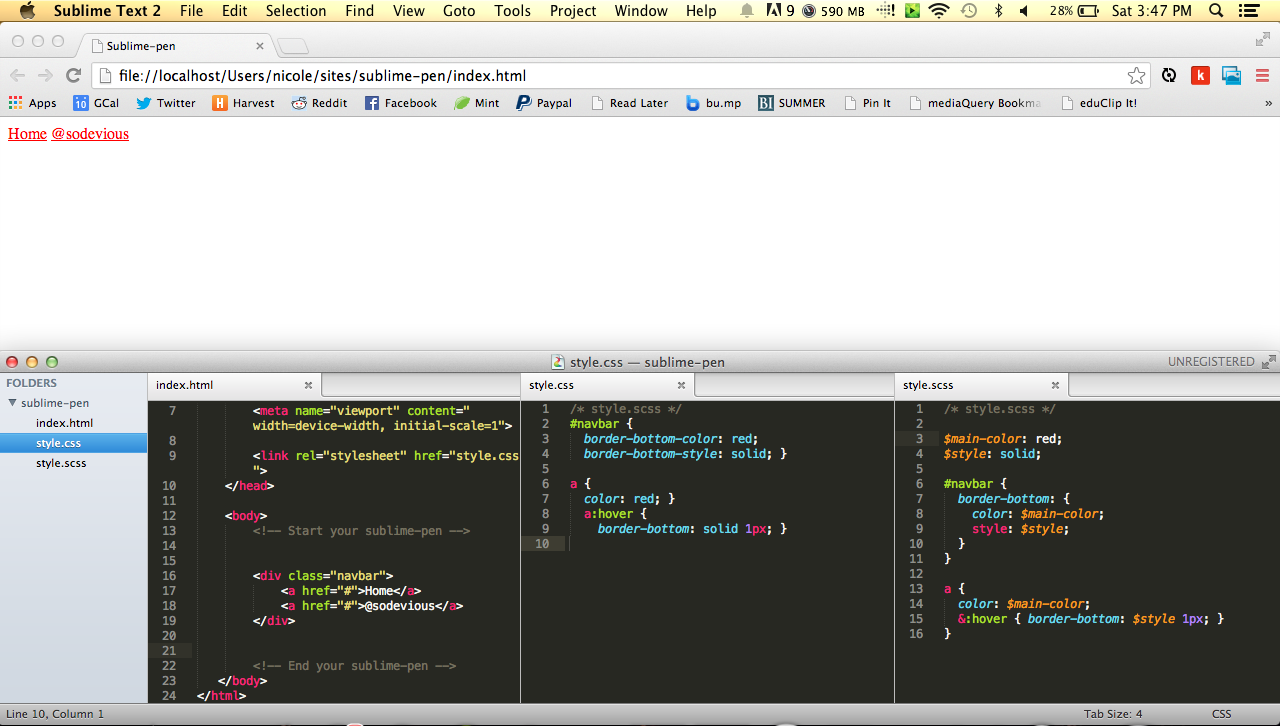 Sublime Text 2 File Edit Selection Find View Goto Tools Project Window Help 9 590 MB 28% Sat 3:47 PM
Sublime-pen
file://localhost/Users/nicole/sites/sublime-pen/index.html
Apps 10 GCal Twitter H Harvest Reddit Facebook Mint Paypal Read Later bu.mp BI SUMMER Pin It mediaQuery Bookma eduClip It! »
Home @sodevious
style.css — sublime-pen UNREGISTERED
FOLDERS
sublime-pen
index.html
style.css
style.scss
index.html
7 <meta name="viewport" content="
width=device-width, initial-scale=1">
8
9 <link rel="stylesheet" href="style.css
">
10 </head>
11
12 <body>
13 <!-- Start your sublime-pen -->
14
15
16 <div class="navbar">
17 <a href="#">Home</a>
18 <a href="#">@sodevious</a>
19 </div>
20
21
22 <!-- End your sublime-pen -->
23 </body>
24 </html>
style.css
1 /* style.scss */
2 #navbar {
3 border-bottom-color: red;
4 border-bottom-style: solid; }
5
6 a {
7 color: red; }
8 a:hover {
9 border-bottom: solid 1px; }
10
style.scss
1 /* style.scss */
2
3 $main-color: red;
4 $style: solid;
5
6 #navbar {
7 border-bottom: {
8 color: $main-color;
9 style: $style;
10 }
11 }
12
13 a {
14 color: $main-color;
15 &:hover { border-bottom: $style 1px; }
16 }
Line 10, Column 1 Tab Size: 4 CSS